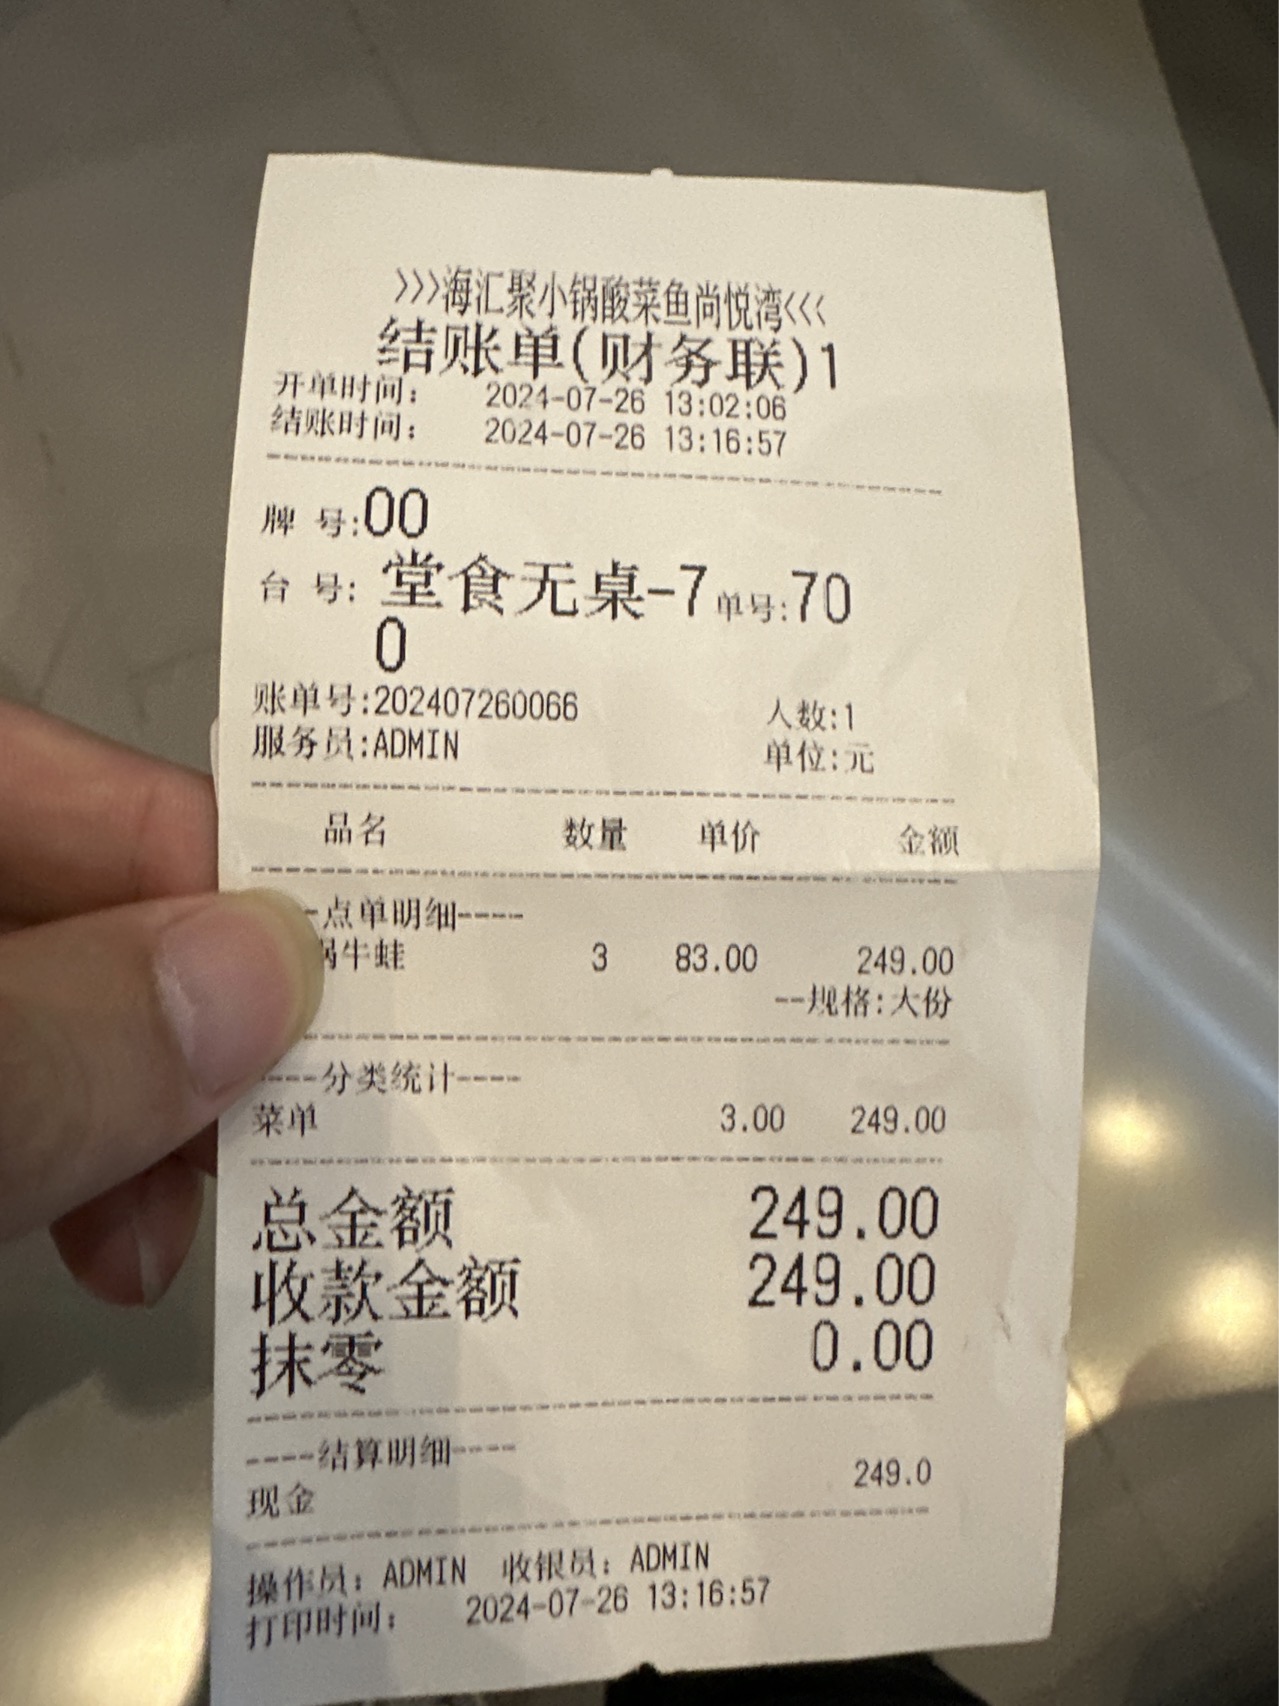 >>>海汇聚小锅酸菜鱼尚悦湾<<<
结账单(财务联)1
开单时间: 2024-07-26 13:02:06
结账时间: 2024-07-26 13:16:57
牌 号:00
台 号: 堂食无桌-7 单号:70
0
账单号:202407260066 人数:1
服务员:ADMIN 单位:元
品名 数量 单价 金额
-点单明细----
锅牛蛙 3 83.00 249.00
--规格:大份
----分类统计----
菜单 3.00 249.00
总金额 249.00
收款金额 249.00
抹零 0.00
----结算明细----
现金 249.0
操作员: ADMIN 收银员: ADMIN
打印时间: 2024-07-26 13:16:57